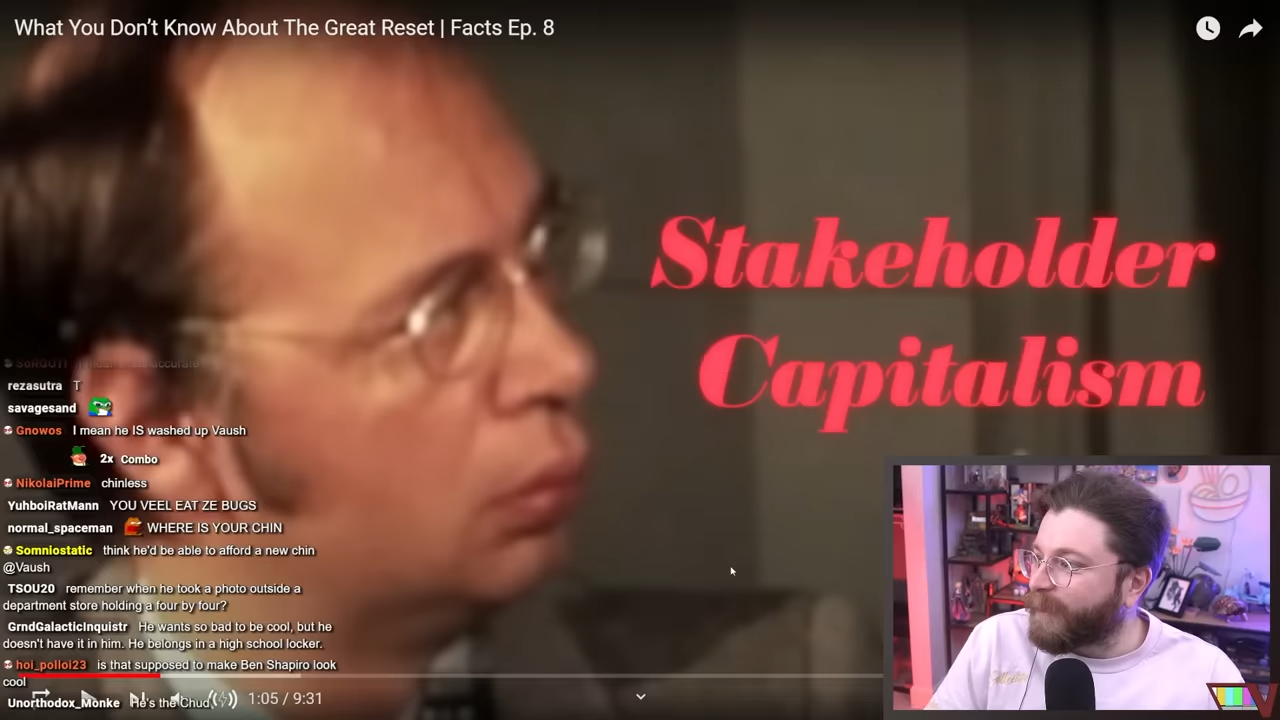 What You Don’t Know About The Great Reset | Facts Ep. 8
Stakeholder
Capitalism
accurate
rezasutra T
savagesand
Gnowos I mean he IS washed up Vaush
2x Combo
NikolaiPrime chinless
YuhboiRatMann YOU VEEL EAT ZE BUGS
normal_spaceman WHERE IS YOUR CHIN
Somniostatic think he'd be able to afford a new chin
@Vaush
TSOU20 remember when he took a photo outside a
department store holding a four by four?
GrndGalacticInquistr He wants so bad to be cool, but he
doesn't have it in him. He belongs in a high school locker.
hoi_polloi23 is that supposed to make Ben Shapiro look
cool
Unorthodox_Monke He's the Chud
1:05 / 9:31